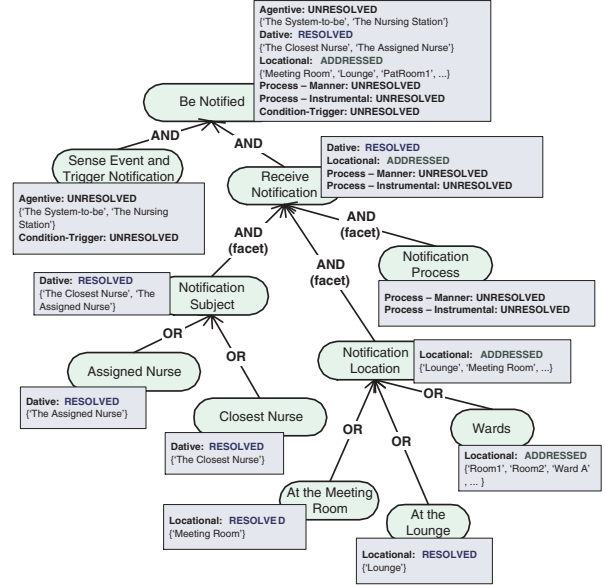 Agentive: UNRESOLVED
{'The System-to-be', 'The Nursing Station'}
Dative: RESOLVED
{'The Closest Nurse', 'The Assigned Nurse'}
Locational: ADDRESSED
{'Meeting Room', 'Lounge', 'PatRoom1', ...}
Process – Manner: UNRESOLVED
Process – Instrumental: UNRESOLVED
Condition-Trigger: UNRESOLVED
Be Notified
AND
AND
Sense Event and
Trigger Notification
Agentive: UNRESOLVED
{'The System-to-be', 'The Nursing
Station'}
Condition-Trigger: UNRESOLVED
Receive
Notification
Dative: RESOLVED
Locational: ADDRESSED
Process – Manner: UNRESOLVED
Process – Instrumental: UNRESOLVED
AND
(facet)
AND
(facet)
AND
(facet)
Notification
Process
Process – Manner: UNRESOLVED
Process – Instrumental: UNRESOLVED
Dative: RESOLVED
{'The Closest Nurse', 'The
Assigned Nurse'}
Notification
Subject
OR
OR
Assigned Nurse
Dative: RESOLVED
{'The Assigned Nurse'}
Closest Nurse
Dative: RESOLVED
{'The Closest Nurse'}
Notification
Location
Locational: ADDRESSED
{'Lounge', 'Meeting Room', ...}
OR
OR
OR
Wards
Locational: ADDRESSED
{'Room1', 'Room2', 'Ward A'
, ... }
At the Meeting
Room
Locational: RESOLVED
{'Meeting Room'}
At the
Lounge
Locational: RESOLVED
{'Lounge'}